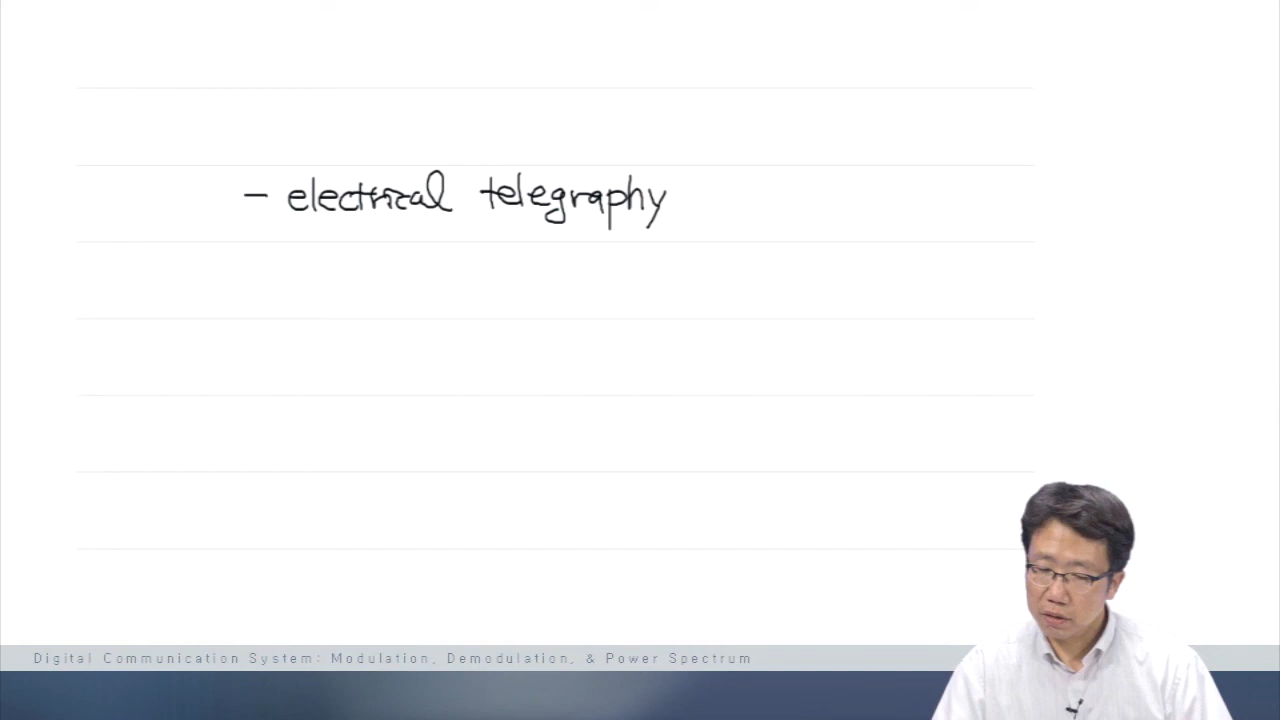 - electrical telegraphy
Digital Communication System: Modulation, Demodulation, & Power Spectrum